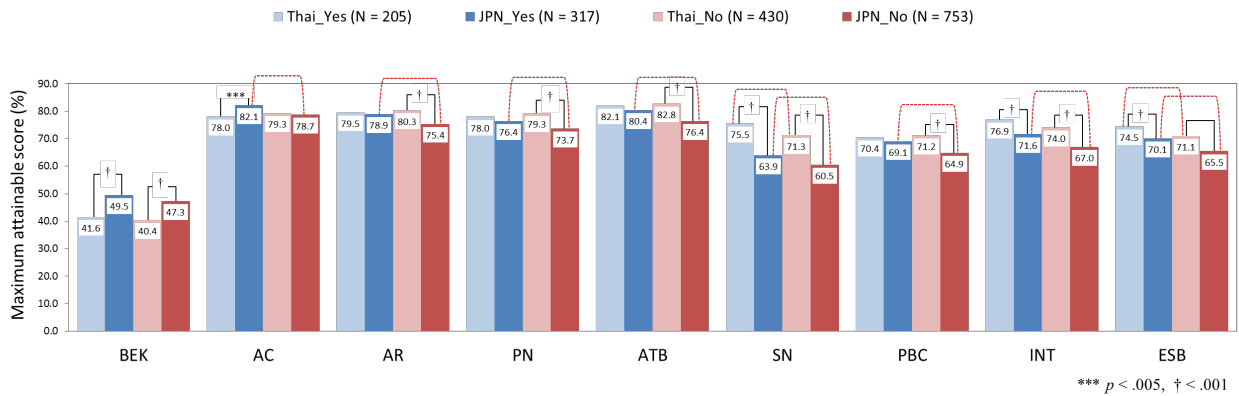 Thai_Yes (N = 205) JPN_Yes (N = 317) Thai_No (N = 430) JPN_No (N = 753)
Maximum attainable score (%)
90.0
80.0
70.0
60.0
50.0
40.0
30.0
20.0
10.0
0.0
† †
41.6 49.5 40.4 47.3
***
78.0 82.1 79.3 78.7
†
79.5 78.9 80.3 75.4
†
78.0 76.4 79.3 73.7
†
82.1 80.4 82.8 76.4
† †
75.5 63.9 71.3 60.5
†
70.4 69.1 71.2 64.9
† †
76.9 71.6 74.0 67.0
†
74.5 70.1 71.1 65.5
BEK AC AR PN ATB SN PBC INT ESB
*** p < .005, † < .001